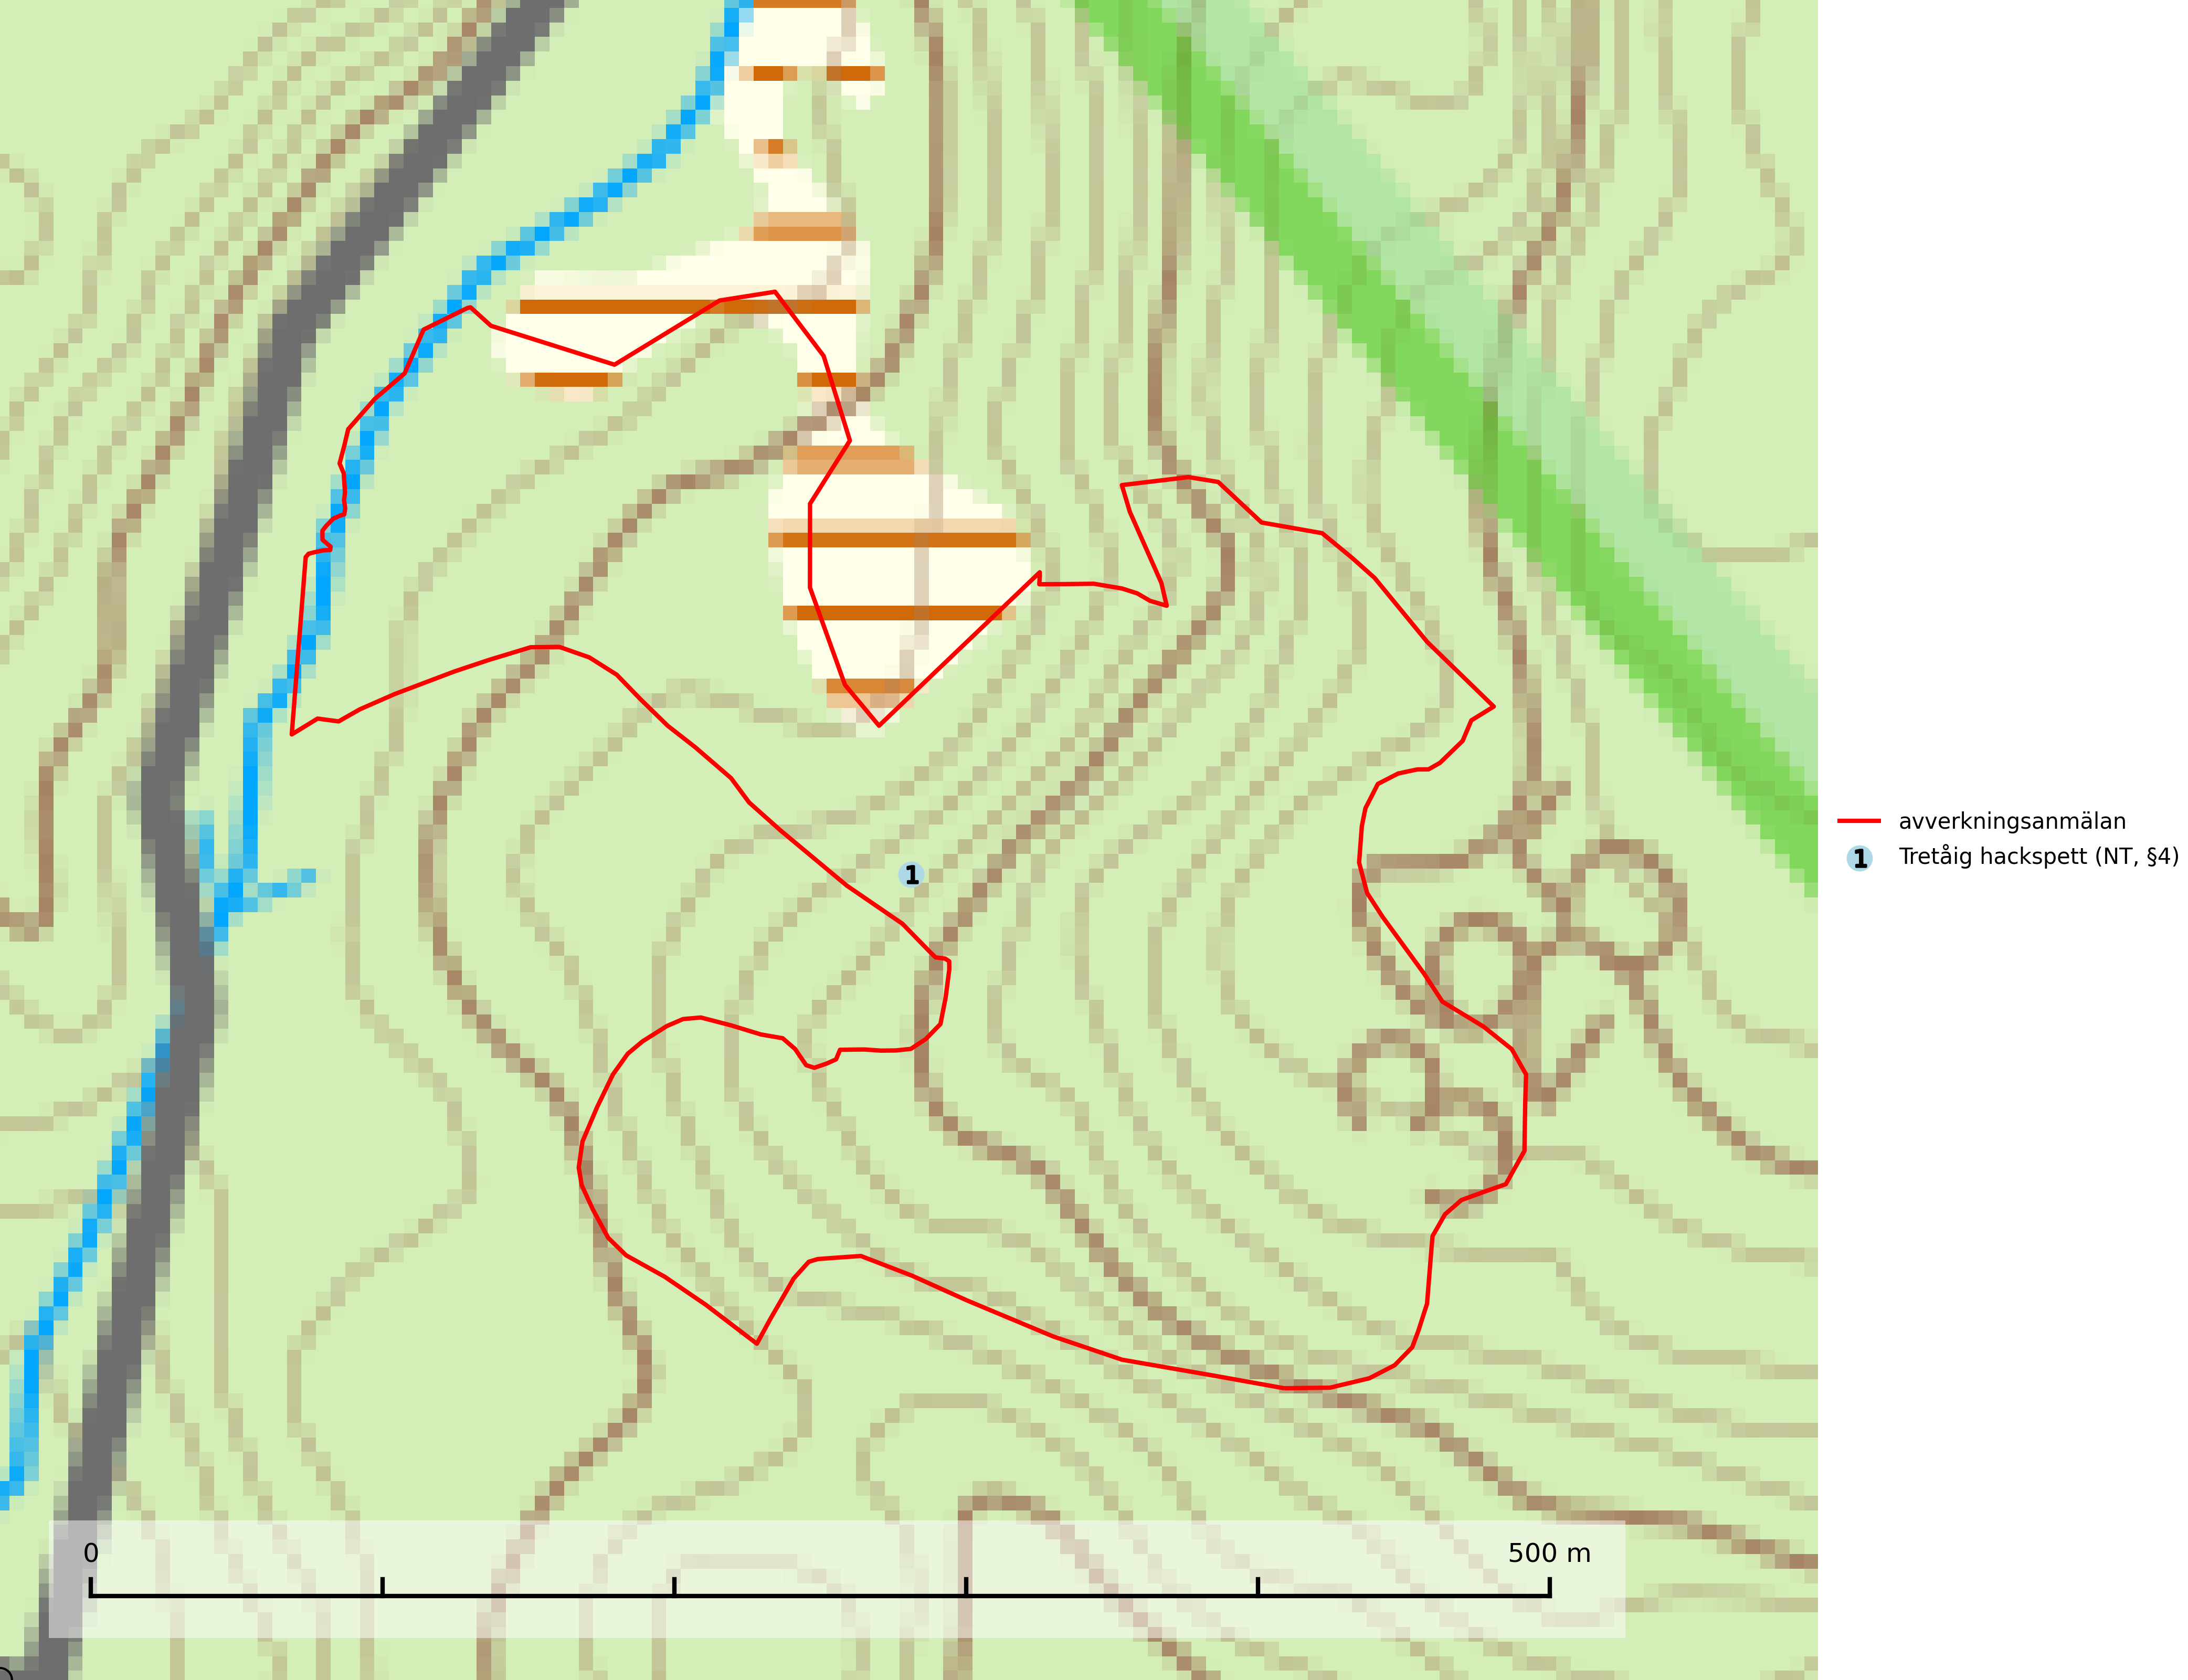 1
avverkningsanmälan
1 Tretåig hackspett (NT, §4)
0 500 m